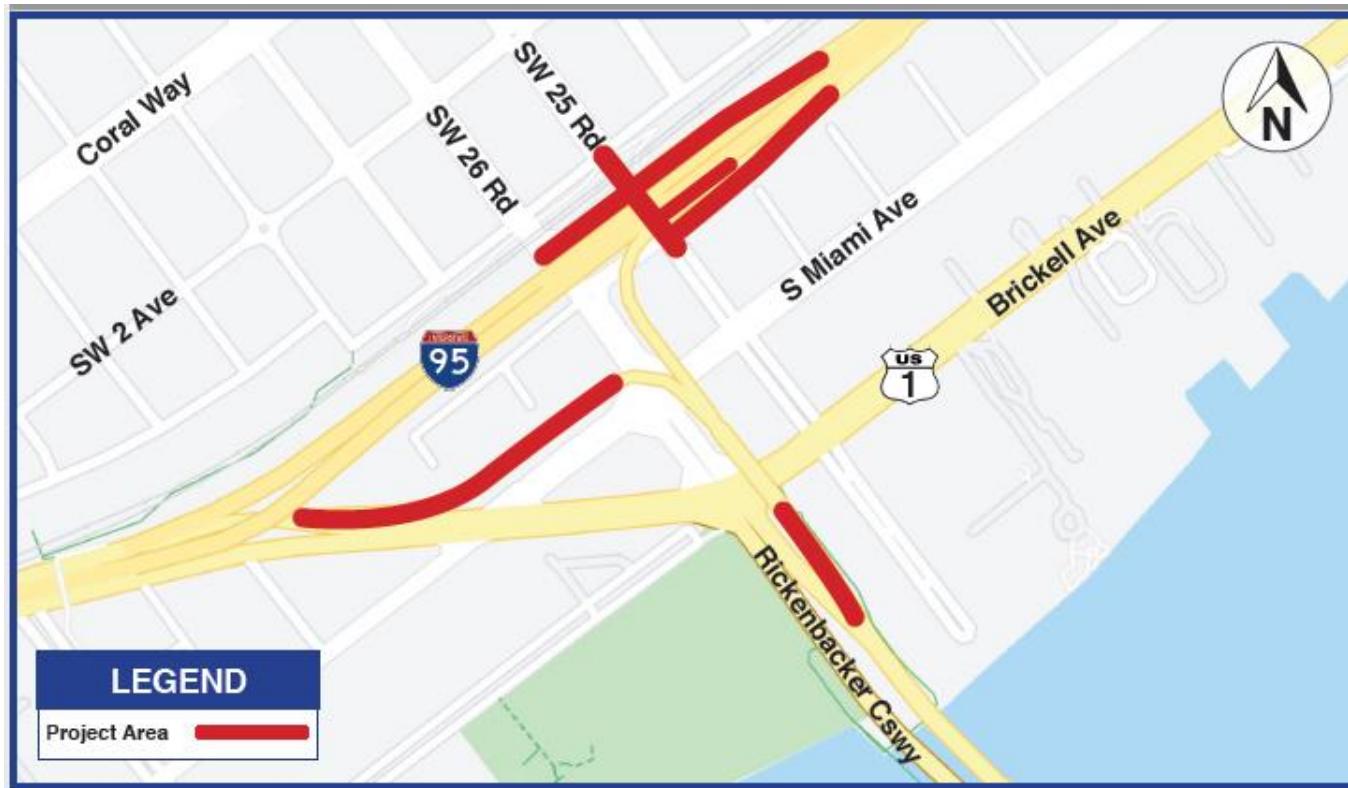 Coral Way
SW 25 Rd
SW 26 Rd
N
SW 2 Ave
S Miami Ave
Brickell Ave
INTERSTATE
95
US
1
Rickenbacker Cswy
LEGEND
Project Area